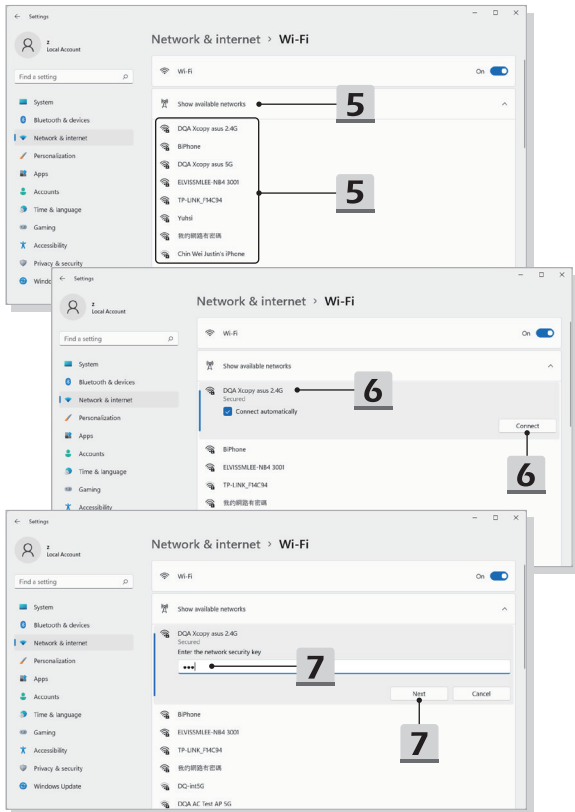 Settings
z
Local Account
Find a setting
System
Bluetooth & devices
Network & internet
Personalization
Apps
Accounts
Time & language
Gaming
Accessibility
Privacy & security
Windo
Network & internet > Wi-Fi
Wi-Fi
On
Show available networks
5
DQA Xcopy asus 2.4G
BiPhone
DQA Xcopy asus 5G
ELVISSMLEE-NB4 3001
TP-LINK_F14C94
Yuhsi
我的網路有密碼
Chin Wei Justin's iPhone
5
Settings
z
Local Account
Find a setting
System
Bluetooth & devices
Network & internet
Personalization
Apps
Accounts
Time & language
Gaming
Accessibility
Network & internet > Wi-Fi
Wi-Fi
On
Show available networks
DQA Xcopy asus 2.4G
Secured
Connect automatically
6
Connect
6
BiPhone
ELVISSMLEE-NB4 3001
TP-LINK_F14C94
我的網路有密碼
Settings
z
Local Account
Find a setting
System
Bluetooth & devices
Network & internet
Personalization
Apps
Accounts
Time & language
Gaming
Accessibility
Privacy & security
Windows Update
Network & internet > Wi-Fi
Wi-Fi
On
Show available networks
DQA Xcopy asus 2.4G
Secured
Enter the network security key
7
Next
Cancel
7
BiPhone
ELVISSMLEE-NB4 3001
TP-LINK_F14C94
我的網路有密碼
DQ-int5G
DQA AC Test AP 5G